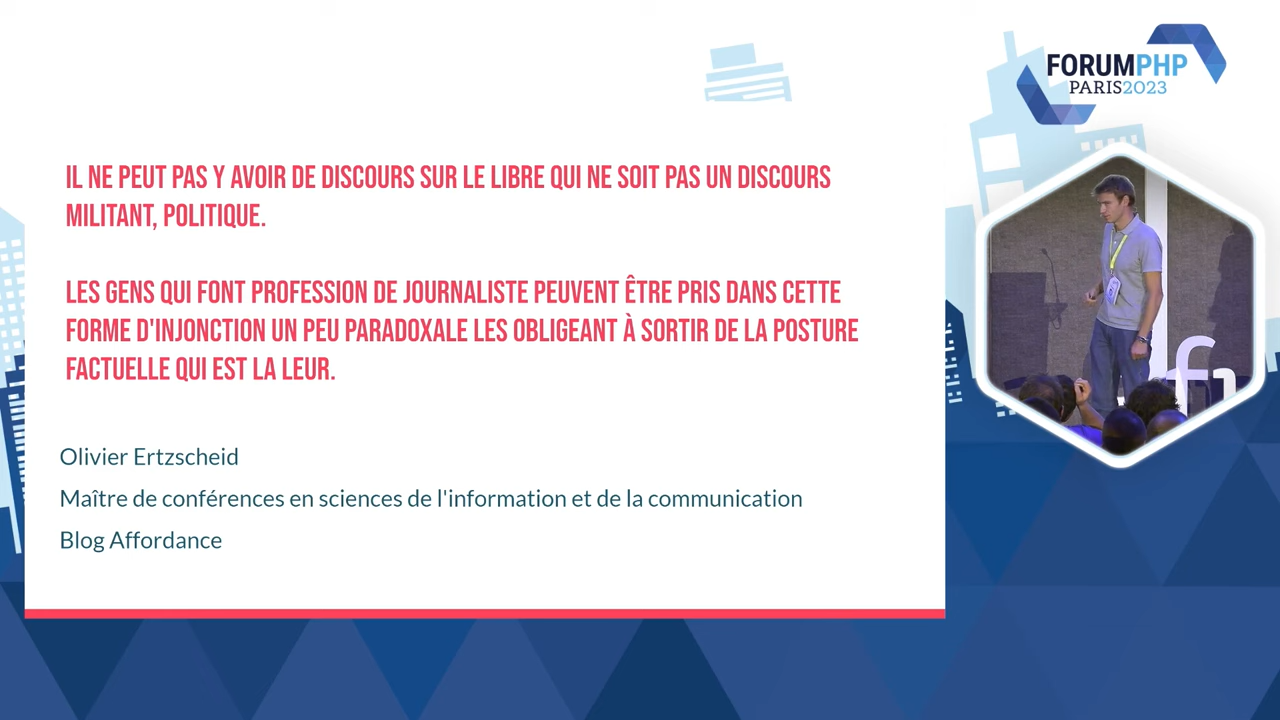 FORUMPHP
PARIS2023
IL NE PEUT PAS Y AVOIR DE DISCOURS SUR LE LIBRE QUI NE SOIT PAS UN DISCOURS
MILITANT, POLITIQUE.
LES GENS QUI FONT PROFESSION DE JOURNALISTE PEUVENT ÊTRE PRIS DANS CETTE
FORME D'INJONCTION UN PEU PARADOXALE LES OBLIGEANT À SORTIR DE LA POSTURE
FACTUELLE QUI EST LA LEUR.
Olivier Ertzscheid
Maître de conférences en sciences de l'information et de la communication
Blog Affordance